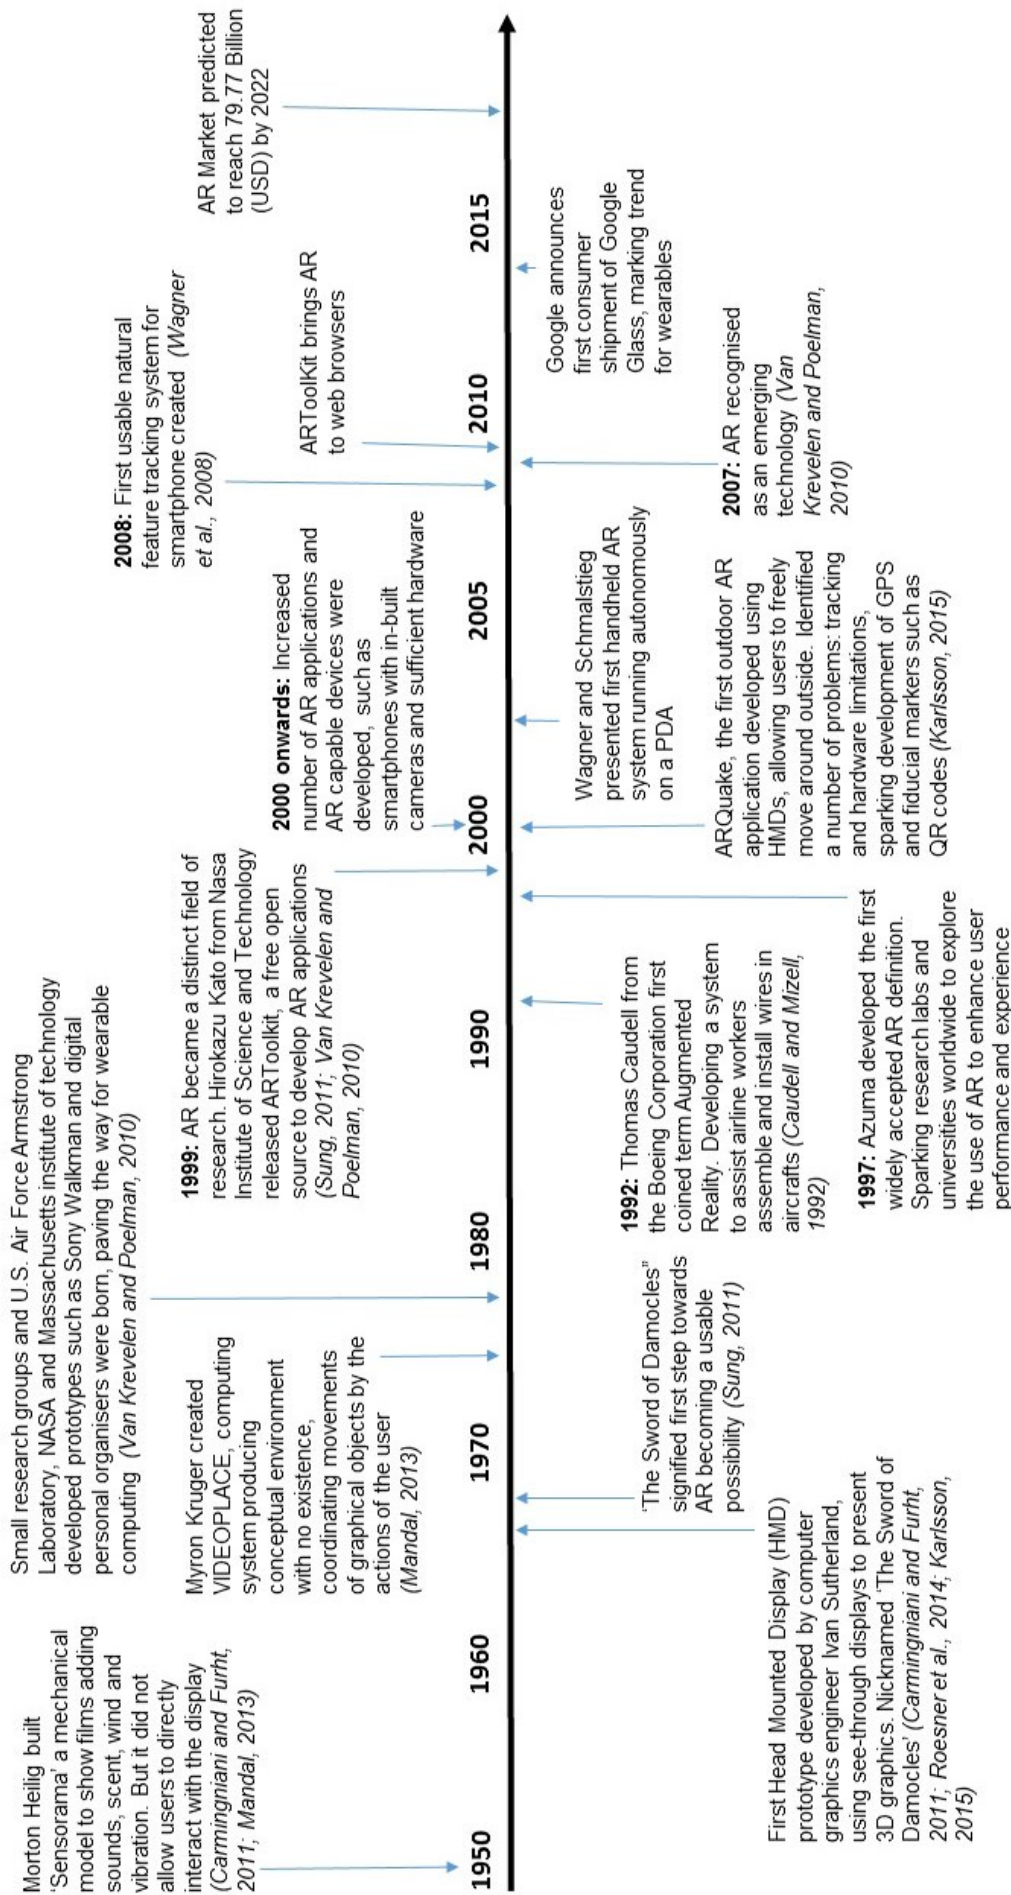 Morton Heilig built
‘Sensorama’ a mechanical
model to show films adding
sounds, scent, wind and
vibration. But it did not
allow users to directly
interact with the display
(Carmingniani and Furht,
2011; Mandal, 2013)
Small research groups and U.S. Air Force Armstrong
Laboratory, NASA and Massachusetts institute of technology
developed prototypes such as Sony Walkman and digital
personal organisers were born, paving the way for wearable
computing (Van Krevelen and Poelman, 2010)
Myron Kruger created
VIDEOPLACE, computing
system producing
conceptual environment
with no existence,
coordinating movements
of graphical objects by the
actions of the user
(Mandal, 2013)
1999: AR became a distinct field of
research. Hirokazu Kato from Nasa
Institute of Science and Technology
released ARToolkit, a free open
source to develop AR applications
(Sung, 2011; Van Krevelen and
Poelman, 2010)
2000 onwards: Increased
number of AR applications and
AR capable devices were
developed, such as
smartphones with in-built
cameras and sufficient hardware
2008: First usable natural
feature tracking system for
smartphone created (Wagner
et al., 2008)
ARToolKit brings AR
to web browsers
AR Market predicted
to reach 79.77 Billion
(USD) by 2022
1950
1960
1970
1980
1990
2000
2005
2010
2015
First Head Mounted Display (HMD)
prototype developed by computer
graphics engineer Ivan Sutherland,
using see-through displays to present
3D graphics. Nicknamed ‘The Sword of
Damocles’ (Carmingniani and Furht,
2011; Roesner et al., 2014; Karlsson,
2015)
‘The Sword of Damocles”
signified first step towards
AR becoming a usable
possibility (Sung, 2011)
1992: Thomas Caudell from
the Boeing Corporation first
coined term Augmented
Reality. Developing a system
to assist airline workers
assemble and install wires in
aircrafts (Caudell and Mizell,
1992)
1997: Azuma developed the first
widely accepted AR definition.
Sparking research labs and
universities worldwide to explore
the use of AR to enhance user
performance and experience
ARQuake, the first outdoor AR
application developed using
HMDs, allowing users to freely
move around outside. Identified
a number of problems: tracking
and hardware limitations,
sparking development of GPS
and fiducial markers such as
QR codes (Karlsson, 2015)
Wagner and Schmalstieg
presented first handheld AR
system running autonomously
on a PDA
2007: AR recognised
as an emerging
technology (Van
Krevelen and Poelman,
2010)
Google announces
first consumer
shipment of Google
Glass, marking trend
for wearables